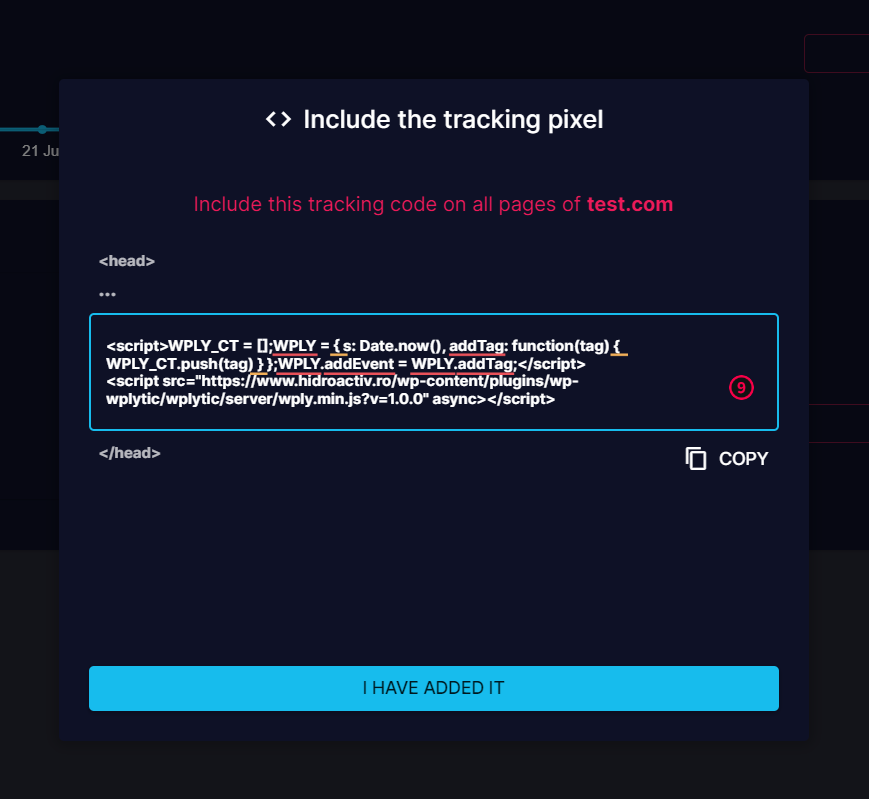 <> Include the tracking pixel
21 Ju
Include this tracking code on all pages of test.com
<head>
...
<script>WPLY_CT = [];WPLY = { s: Date.now(), addTag: function(tag) {
WPLY_CT.push(tag) } };WPLY.addEvent = WPLY.addTag;</script>
<script src="https://www.hidroactiv.ro/wp-content/plugins/wp-
wplytic/wplytic/server/wply.min.js?v=1.0.0" async></script>
9
</head>
COPY
I HAVE ADDED IT